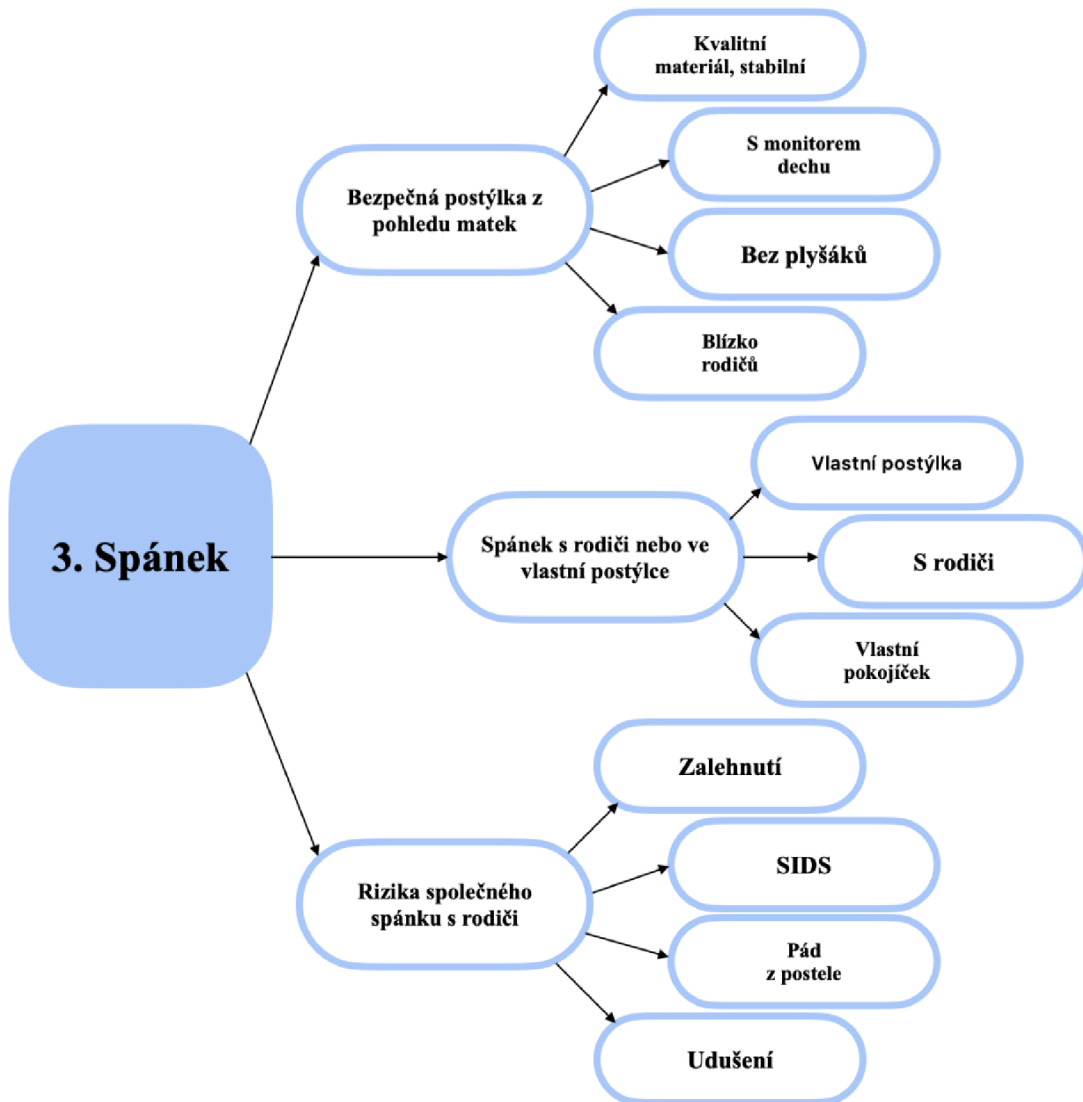 Kvalitní
materiál, stabilní
S monitorem
dechu
Bezpečná postýlka z
pohledu matek
Bez plyšáků
Blízko
rodičů
3. Spánek
Spánek s rodiči nebo ve
vlastní postýlce
Vlastní postýlka
S rodiči
Vlastní
pokojíček
Rizika společného
spánku s rodiči
Zalehnutí
SIDS
Pád
z postele
Udušení